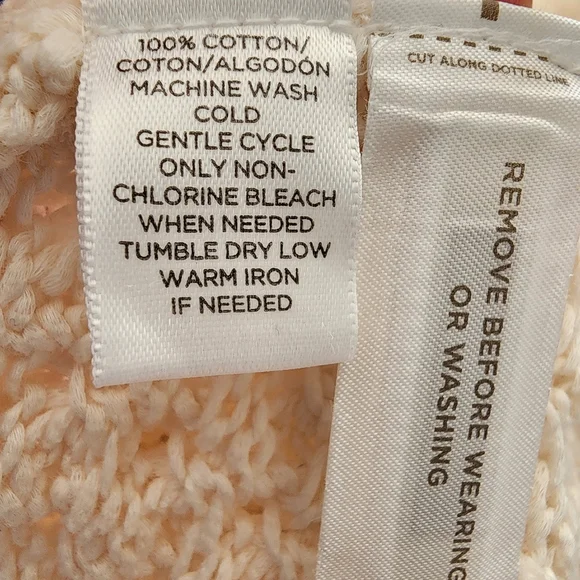 100% COTTON/
COTON/ALGODÓN
MACHINE WASH
COLD
GENTLE CYCLE
ONLY NON-
CHLORINE BLEACH
WHEN NEEDED
TUMBLE DRY LOW
WARM IRON
IF NEEDED
CUT ALONG DOTTED LINE
REMOVE BEFORE WEARING
OR WASHING